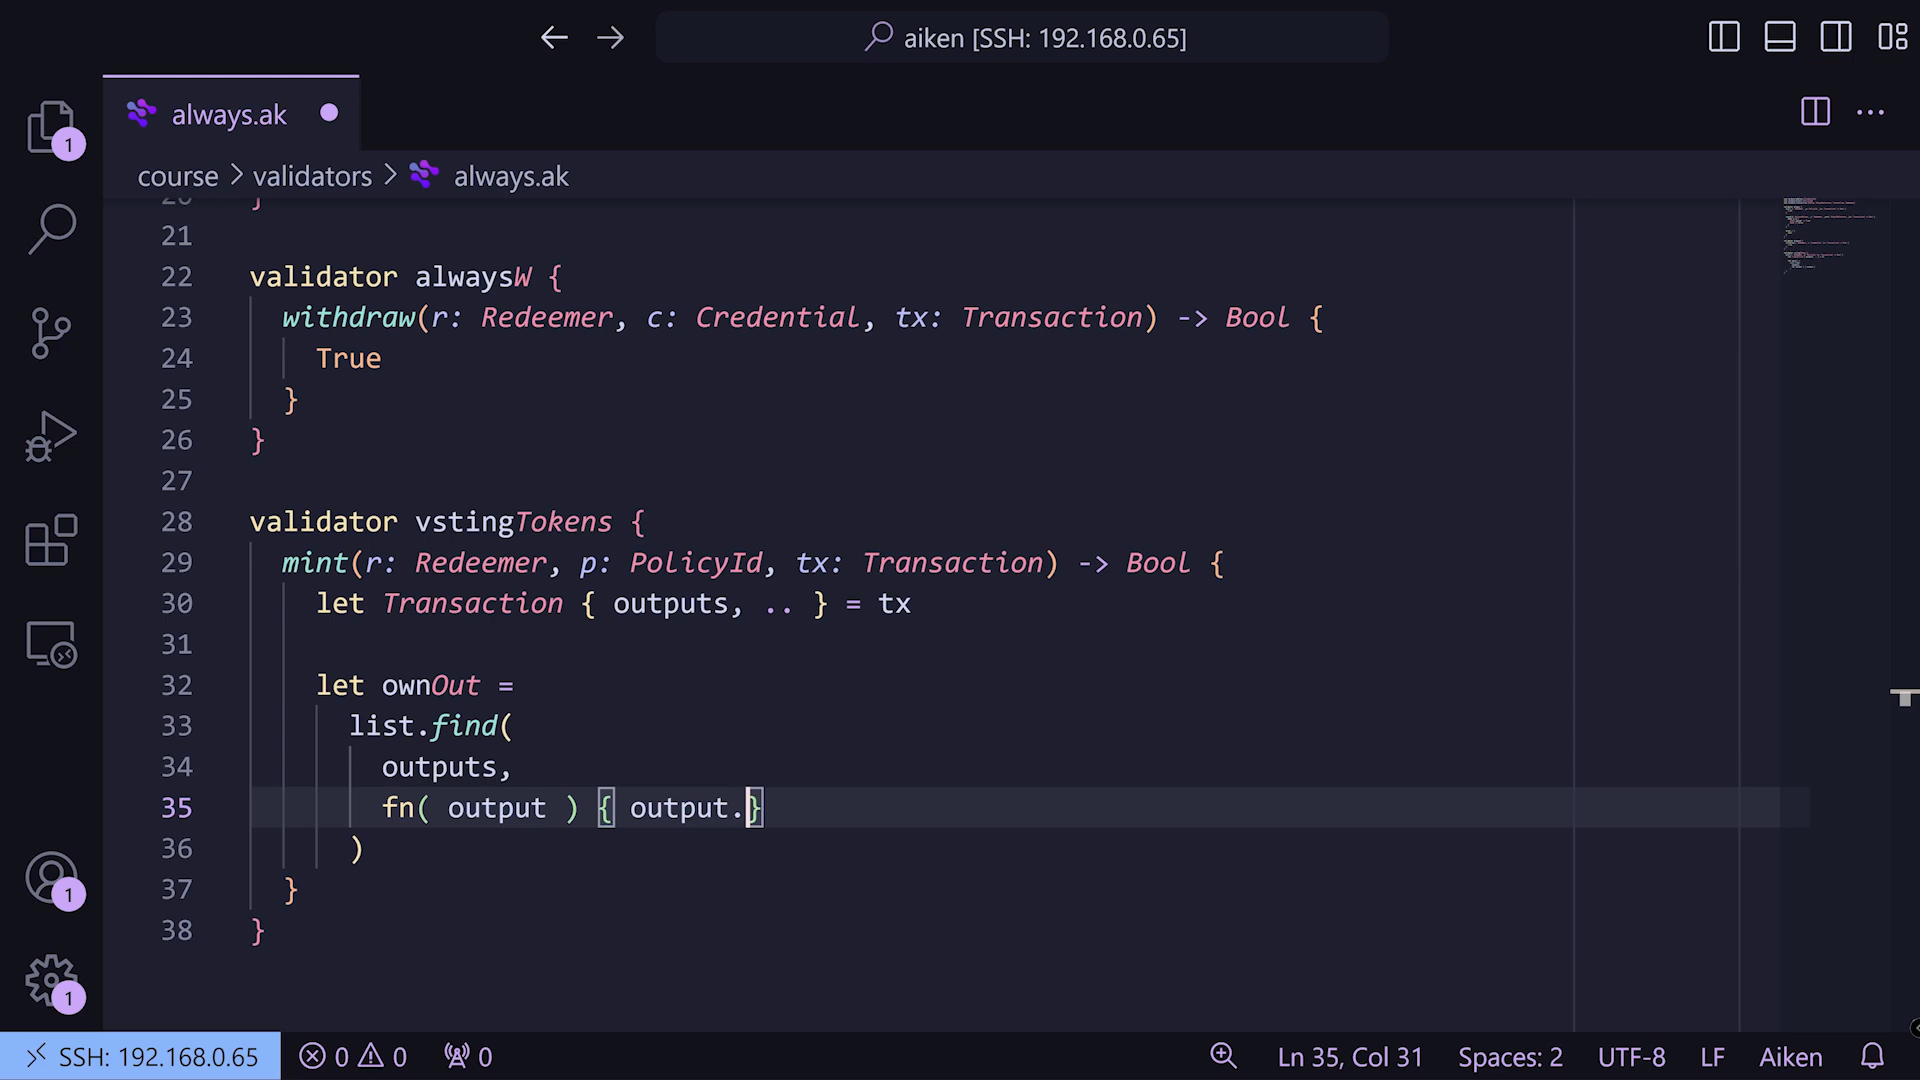 aiken [SSH: 192.168.0.65]
always.ak
course > validators > always.ak
20 }
21
22 validator alwaysW {
23 withdraw(r: Redeemer, c: Credential, tx: Transaction) -> Bool {
24 True
25 }
26 }
27
28 validator vstingTokens {
29 mint(r: Redeemer, p: PolicyId, tx: Transaction) -> Bool {
30 let Transaction { outputs, .. } = tx
31
32 let ownOut =
33 list.find(
34 outputs,
35 fn( output ) { output.}
36 )
37 }
38 }
1
1
1
SSH: 192.168.0.65 0 0 0 Ln 35, Col 31 Spaces: 2 UTF-8 LF Aiken